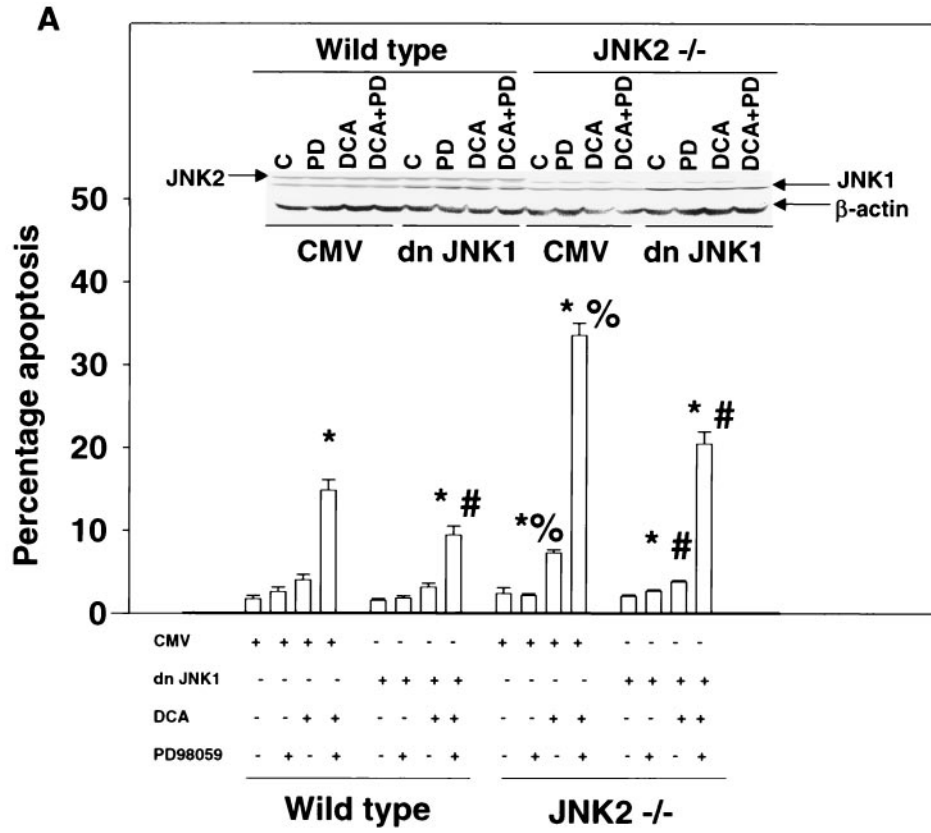 A
Wild type JNK2 -/-
C PD DCA DCA+PD C PD DCA DCA+PD C PD DCA DCA+PD C PD DCA DCA+PD
JNK2
JNK1
β-actin
CMV dn JNK1 CMV dn JNK1
Percentage apoptosis
50
40
30
20
10
0
* * # *% * % * # * #
CMV + + + + - - - - + + + + - - - -
dn JNK1 - - - - + + + + - - - - + + + +
DCA - - + + - - + + - - + + - - + +
PD98059 - + - + - + - + - + - + - + - +
Wild type JNK2 -/-